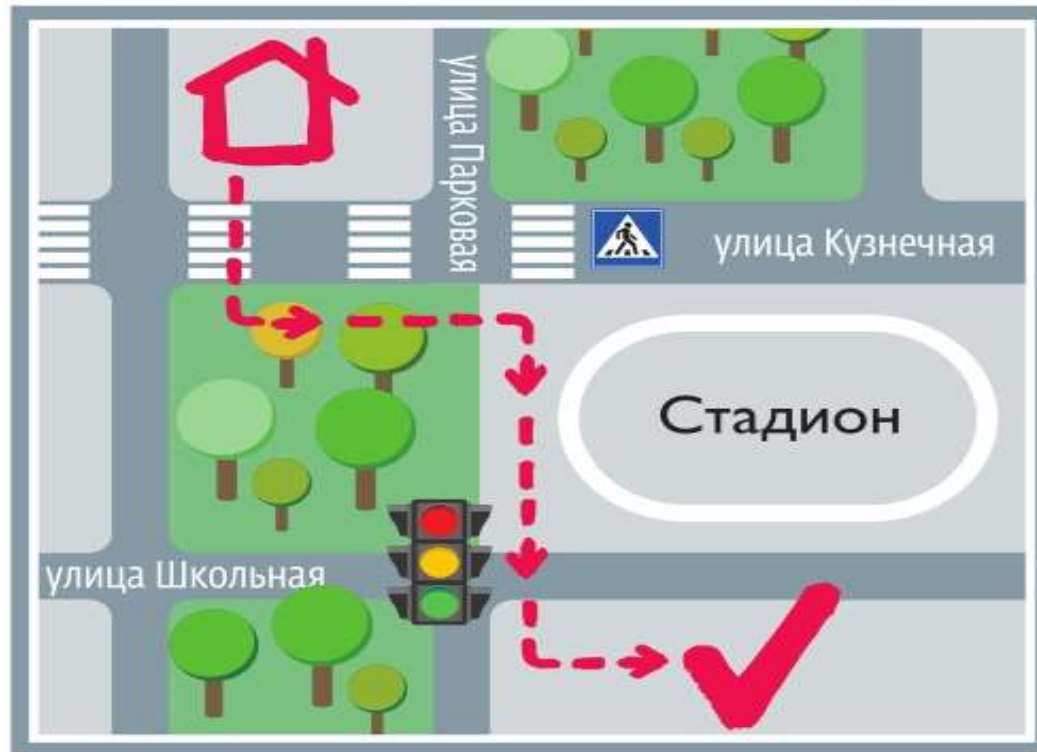 улица Парковая
улица Кузнечная
Стадион
улица Школьная